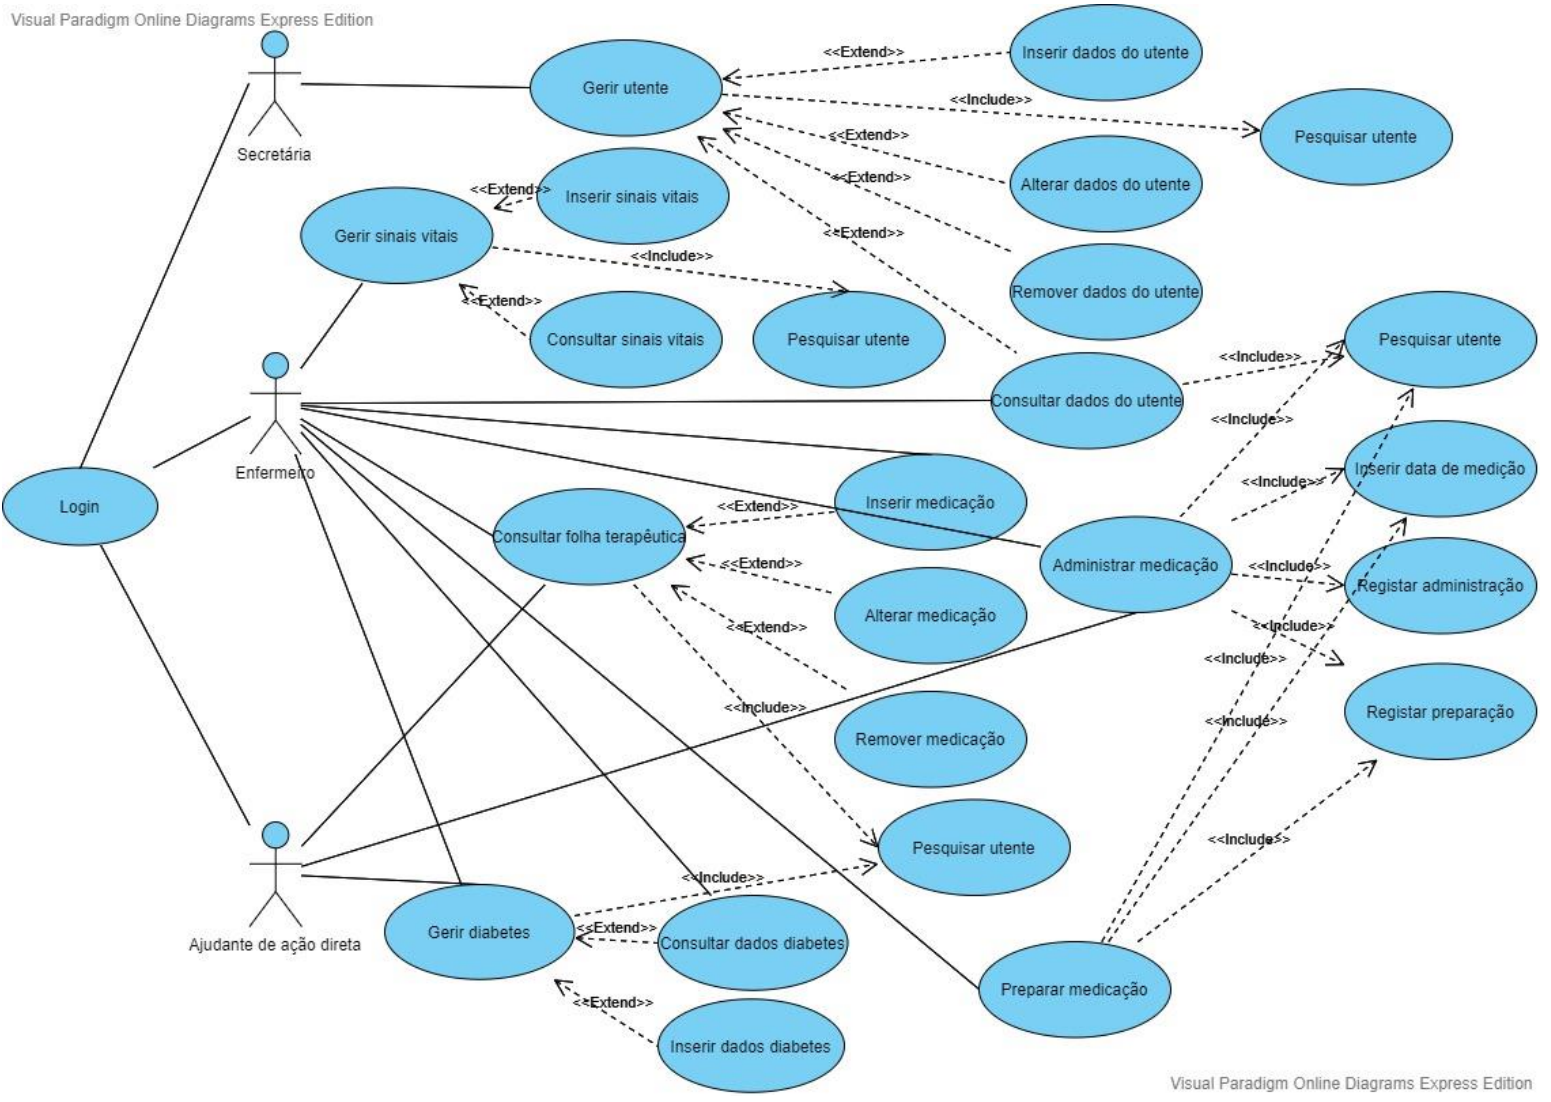 Visual Paradigm Online Diagrams Express Edition
<<Extend>>
Inserir dados do utente
Gerir utente
<<Include>>
Pesquisar utente
<<Extend>>
Secretária
<<Extend>>
Alterar dados do utente
<<Extend>>
Inserir sinais vitais
Gerir sinais vitais
<<Extend>>
<<Include>>
Remover dados do utente
<<Extend>>
Consultar sinais vitais
Pesquisar utente
Pesquisar utente
<<Include>>
Consultar dados do utente
<<Include>>
Enfermeiro
Inserir data de medição
<<Include>>
Login
<<Extend>>
Inserir medicação
Consultar folha terapêutica
<<Extend>>
Administrar medicação
<<Include>>
Registar administração
Alterar medicação
<<Extend>>
<<Include>>
<<Include>>
<<Include>>
Registar preparação
<<Include>>
Remover medicação
<<Include>>
Pesquisar utente
<<Include>>
Gerir diabetes
<<Extend>>
Consultar dados diabetes
Ajudante de ação direta
Preparar medicação
<<Extend>>
Inserir dados diabetes
Visual Paradigm Online Diagrams Express Edition